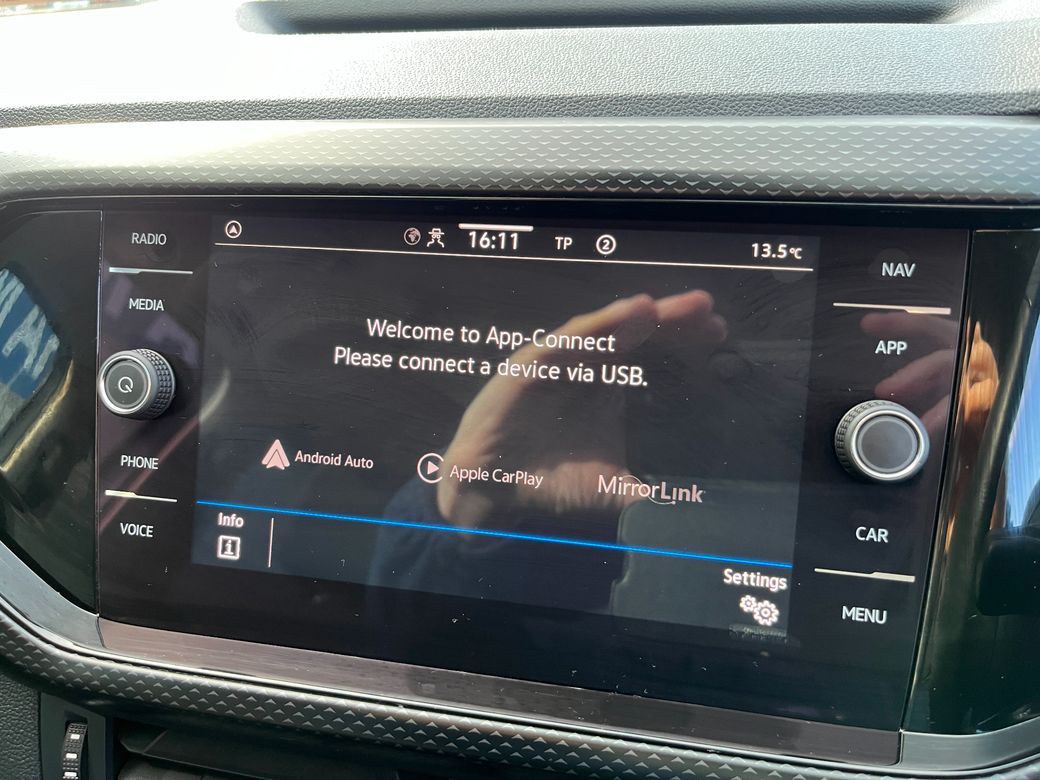 RADIO
MEDIA
PHONE
VOICE
16:11
TP
2
13.5°C
Welcome to App-Connect
Please connect a device via USB.
Android Auto
Apple CarPlay
MirrorLink
Info
i
Settings
NAV
APP
CAR
MENU